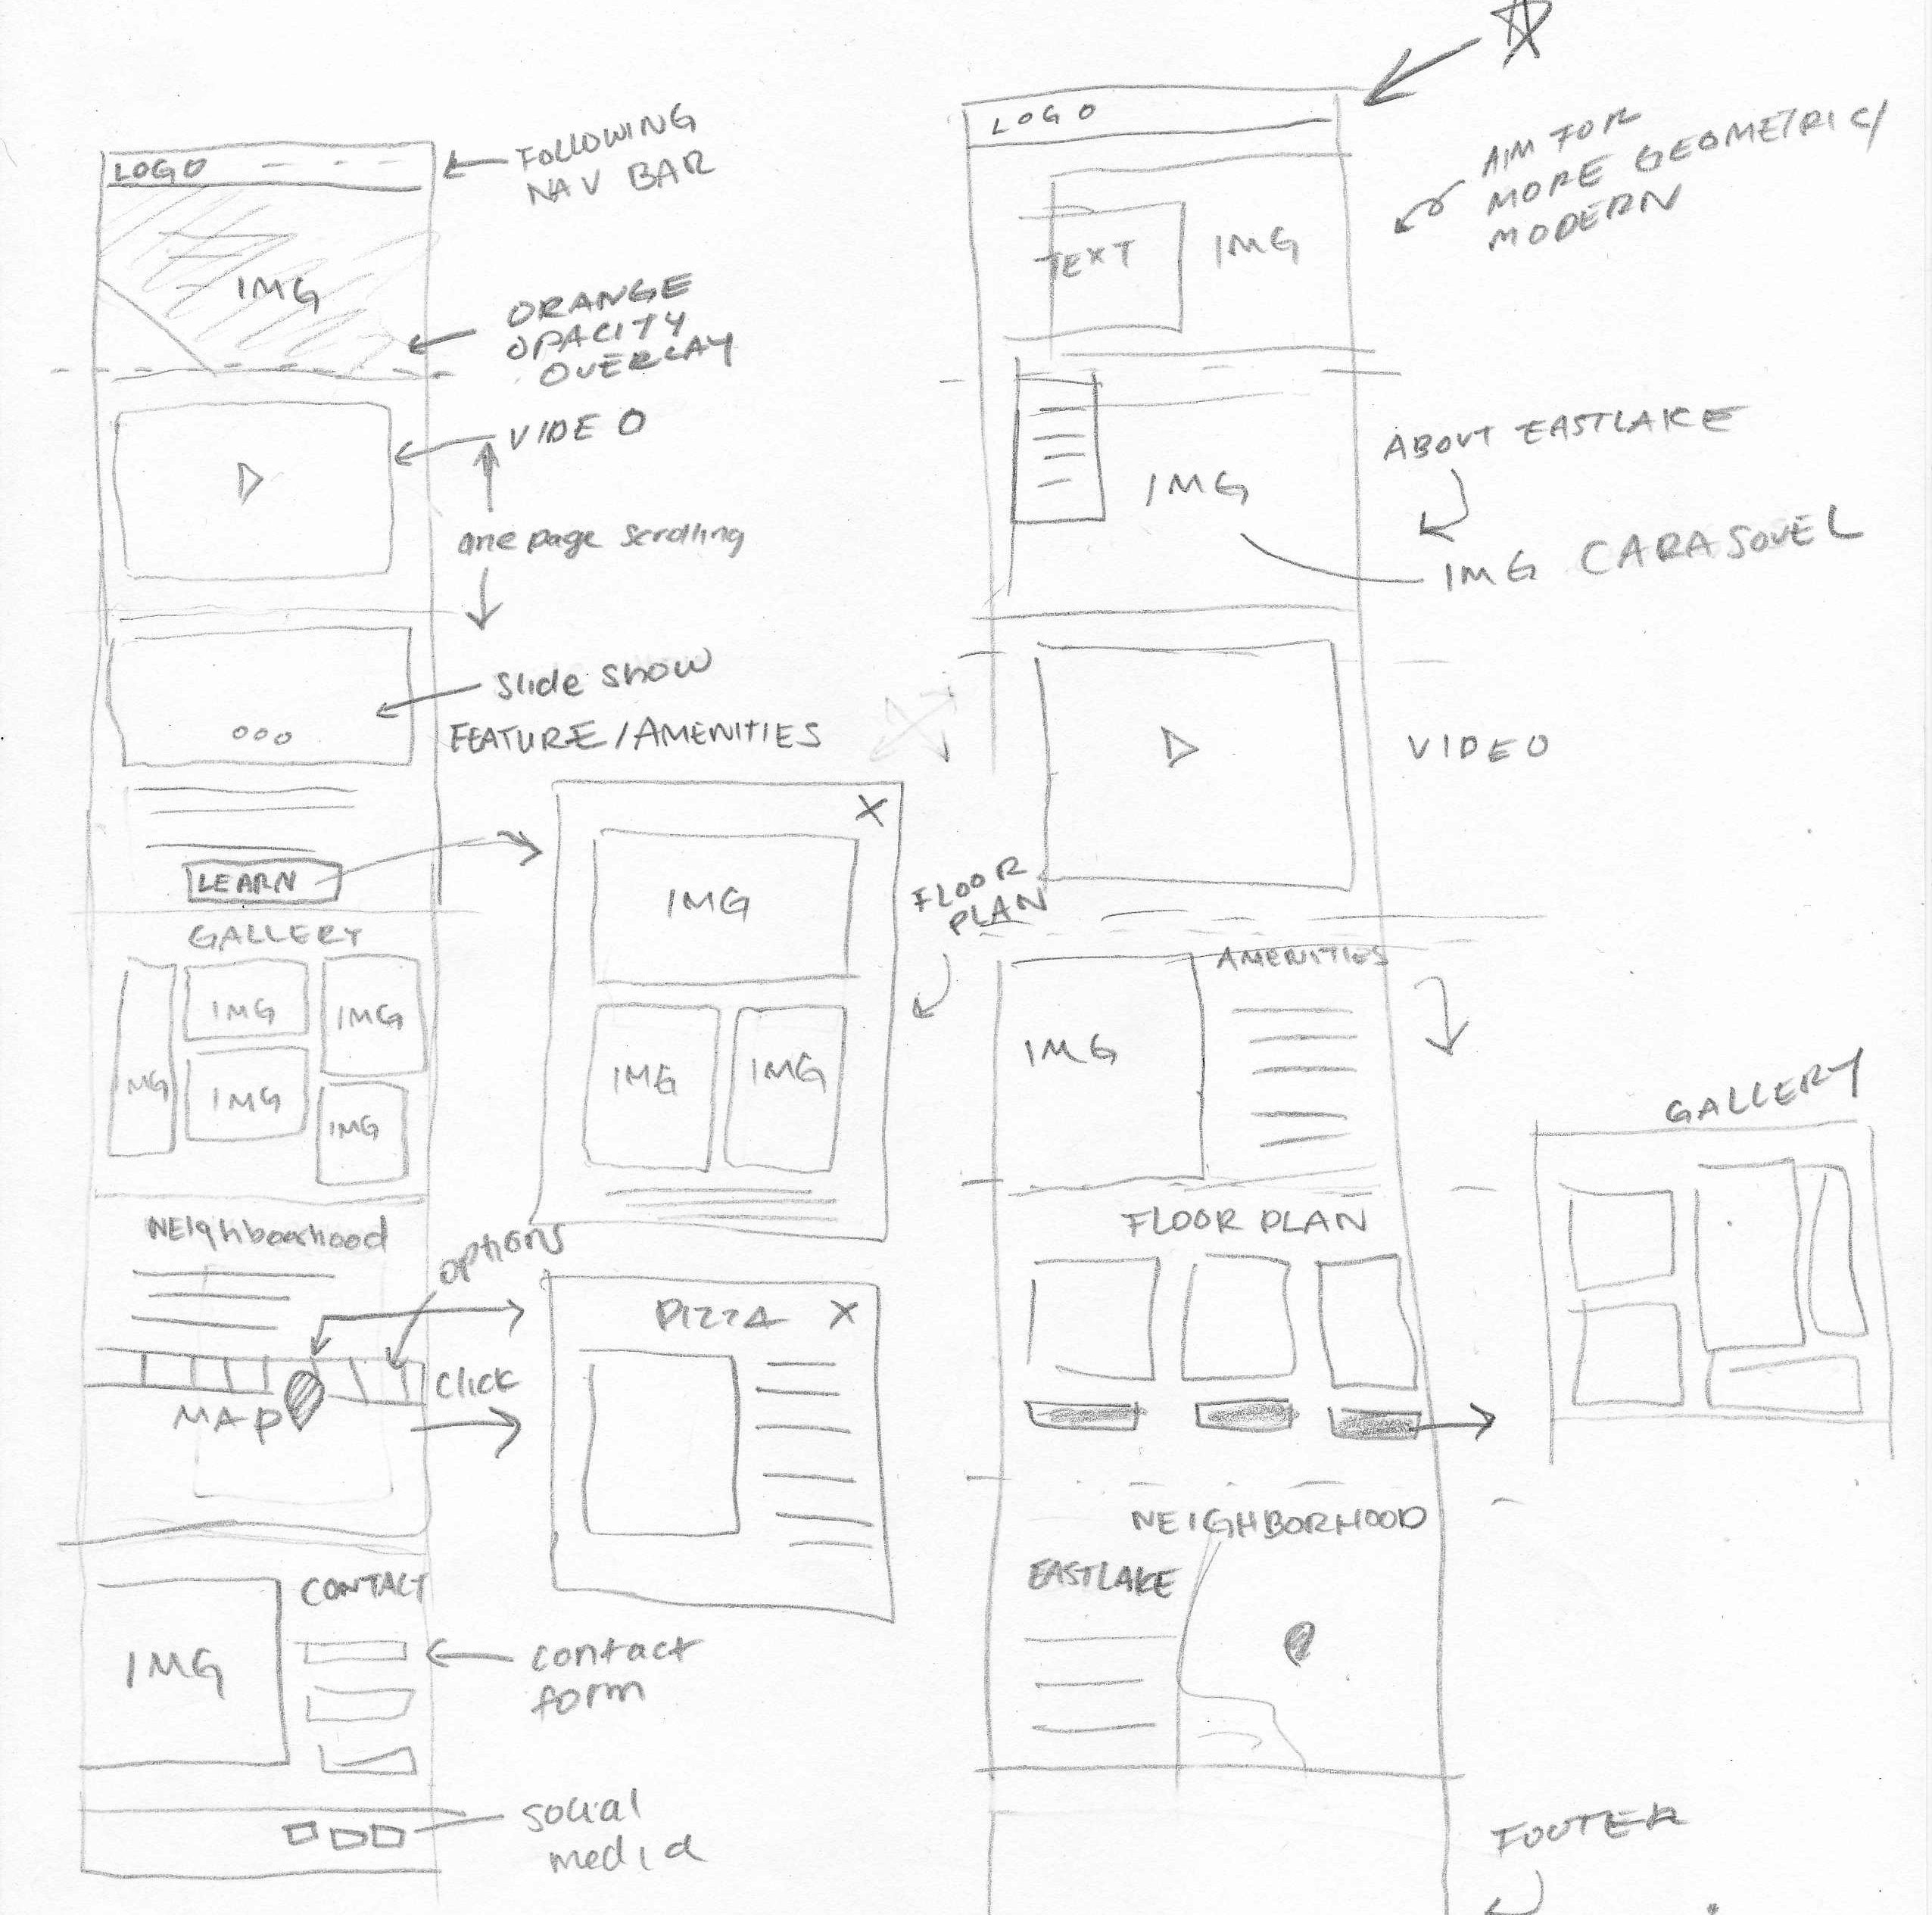 LOGO
FOLLOWING
NAV BAR
IMG
ORANGE
OPACITY
OVERLAY
VIDEO
one page scrolling
Slide Show
FEATURE/AMENITIES
LEARN
GALLERY
IMG
IMG
IMG
IMG
IMG
NEIghboorhood
options
MAP
Click
IMG
CONTACT
contact
form
social
media
IMG
IMG
IMG
FLOOR
PLAN
PIZZA X
X
LOGO
AIM FOR
MORE GEOMETRIC/
MODERN
TEXT
IMG
ABOUT EASTLAKE
IMG
IMG CARASOUEL
VIDEO
IMG
AMENITIES
FLOOR PLAN
GALLERY
NEIGHBORHOOD
EASTLAKE
FOOTER